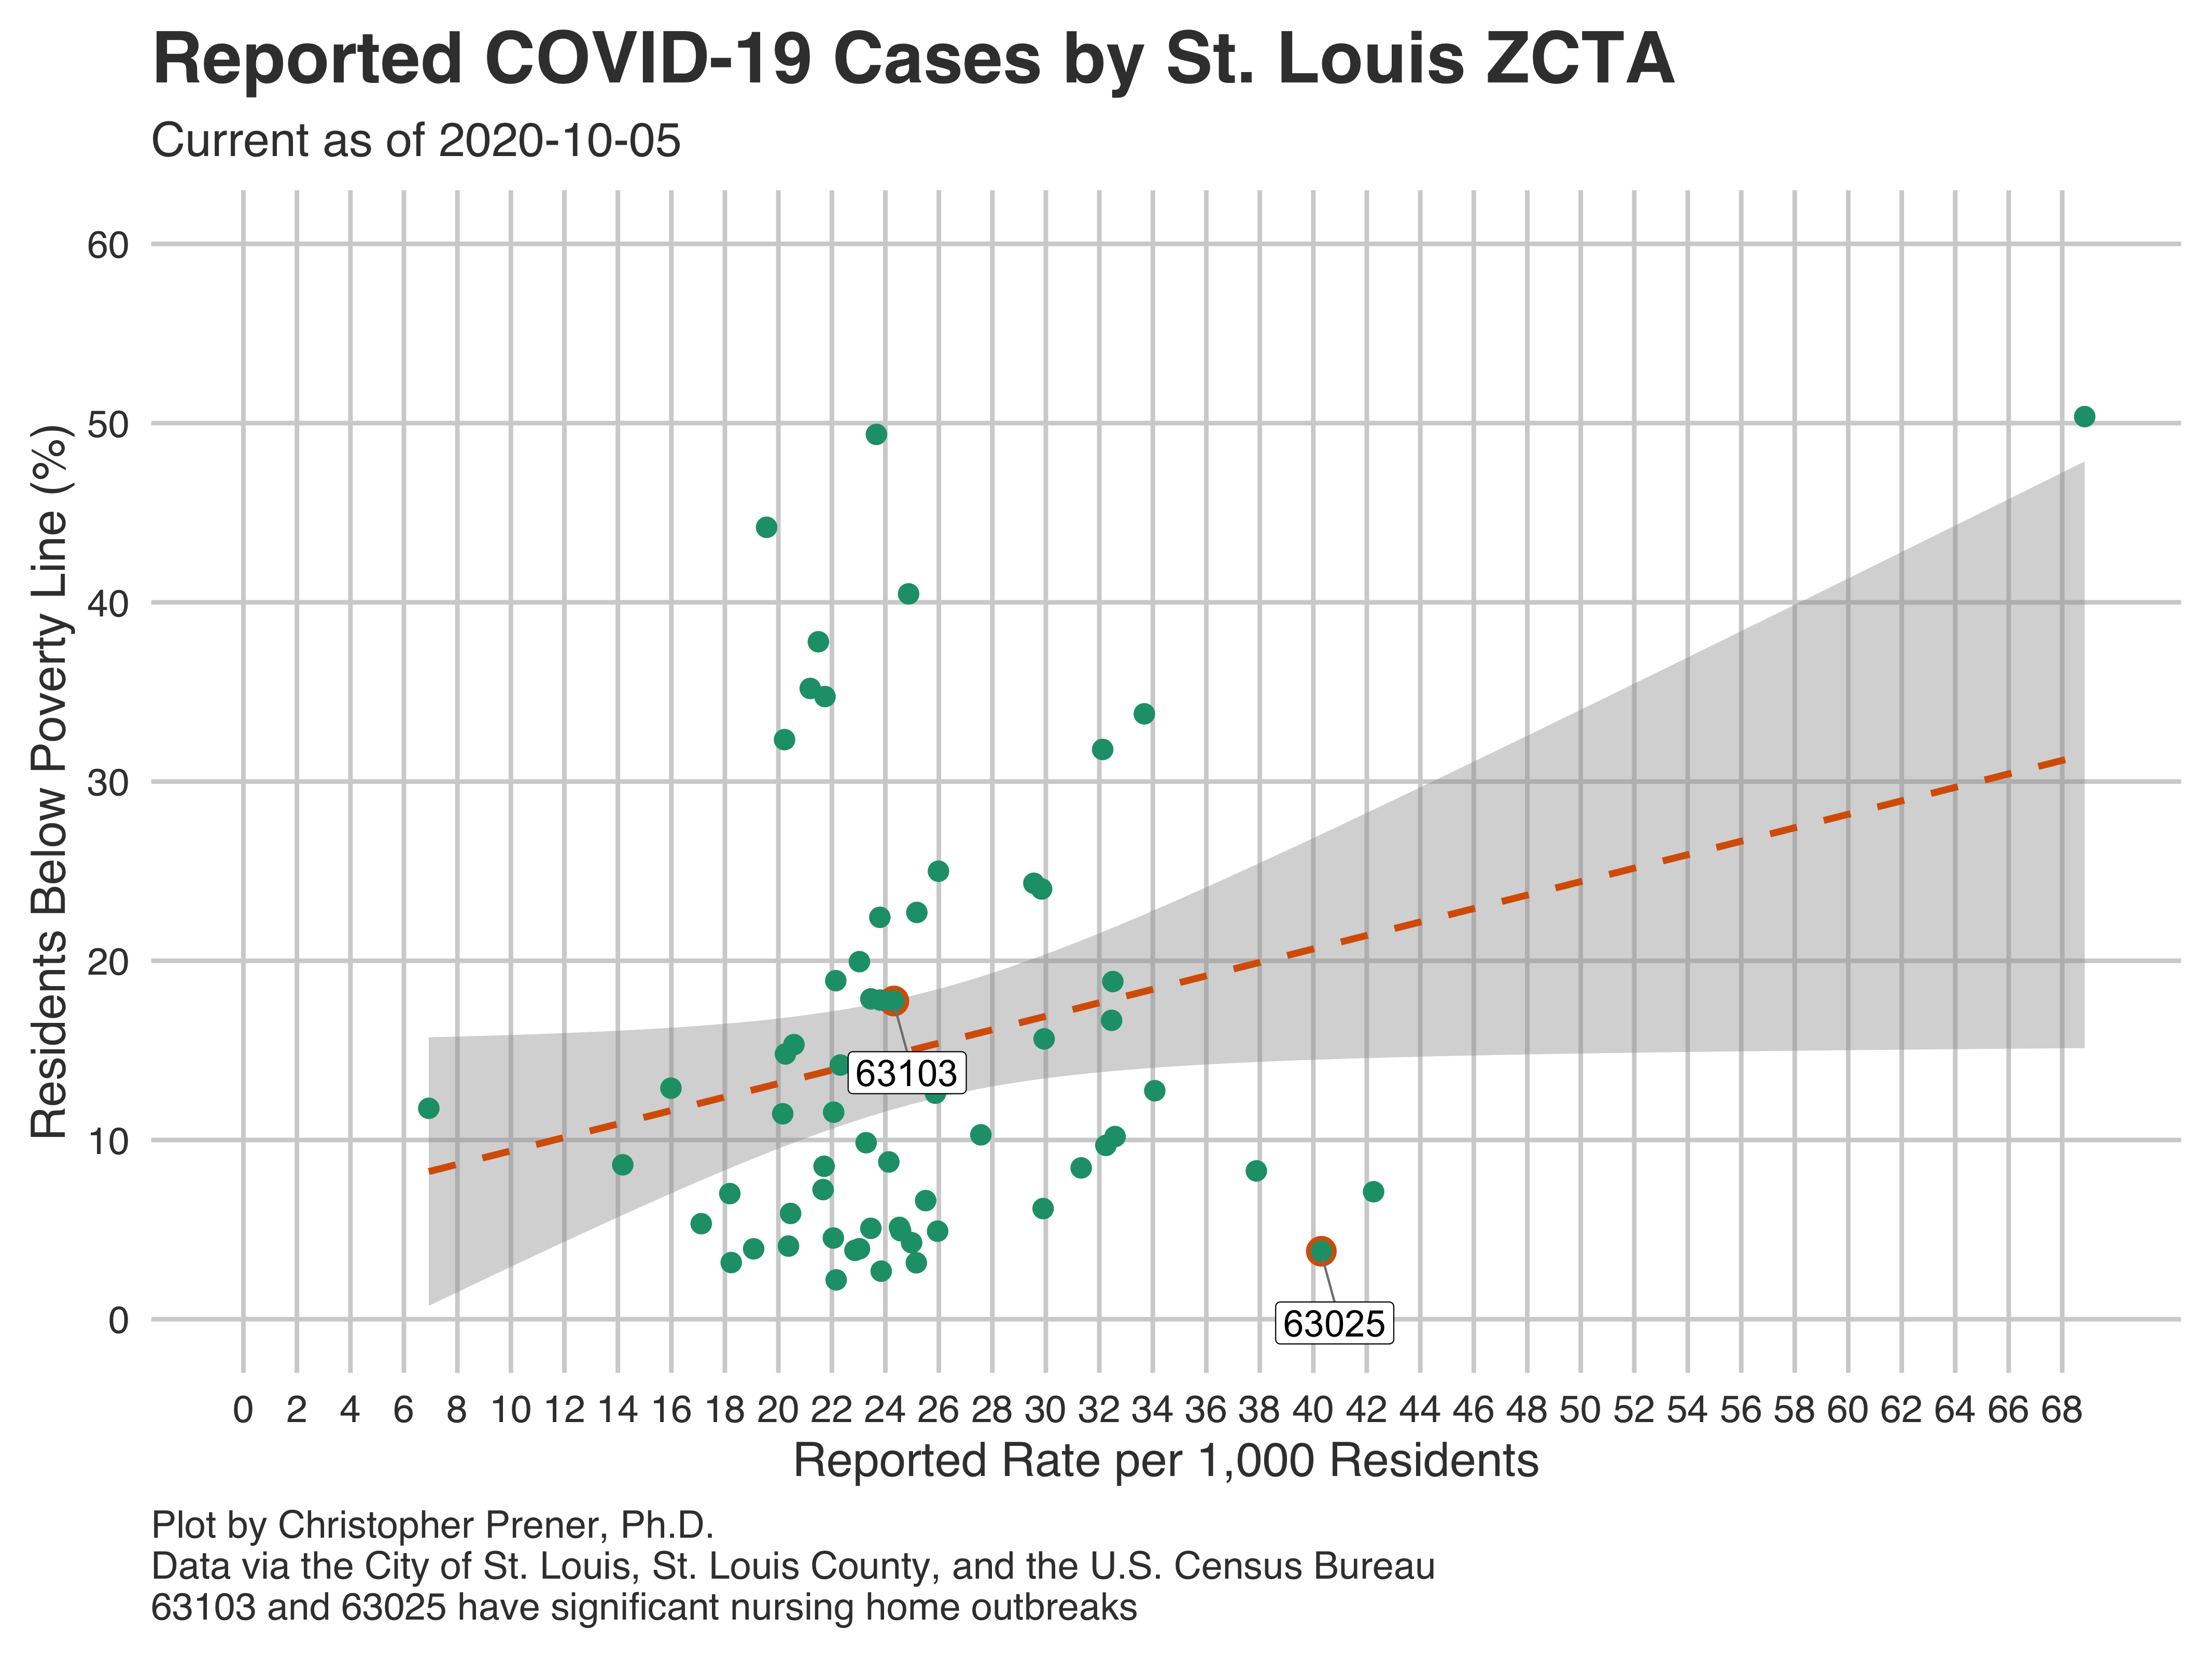 Reported COVID-19 Cases by St. Louis ZCTA
Current as of 2020-10-05
Residents Below Poverty Line (%)
60
50
40
30
20
10
0
63103
63025
0 2 4 6 8 10 12 14 16 18 20 22 24 26 28 30 32 34 36 38 40 42 44 46 48 50 52 54 56 58 60 62 64 66 68
Reported Rate per 1,000 Residents
Plot by Christopher Prener, Ph.D.
Data via the City of St. Louis, St. Louis County, and the U.S. Census Bureau
63103 and 63025 have significant nursing home outbreaks